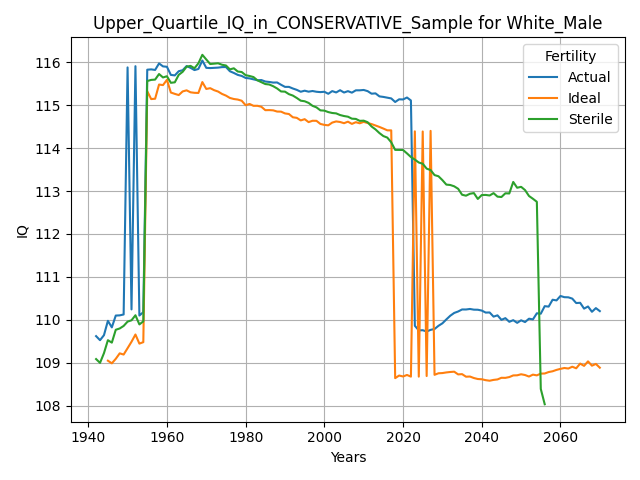 Upper_Quartile_IQ_in_CONSERVATIVE_Sample for White_Male
Fertility
Actual
Ideal
Sterile
IQ
116
115
114
113
112
111
110
109
108
1940 1960 1980 2000 2020 2040 2060
Years